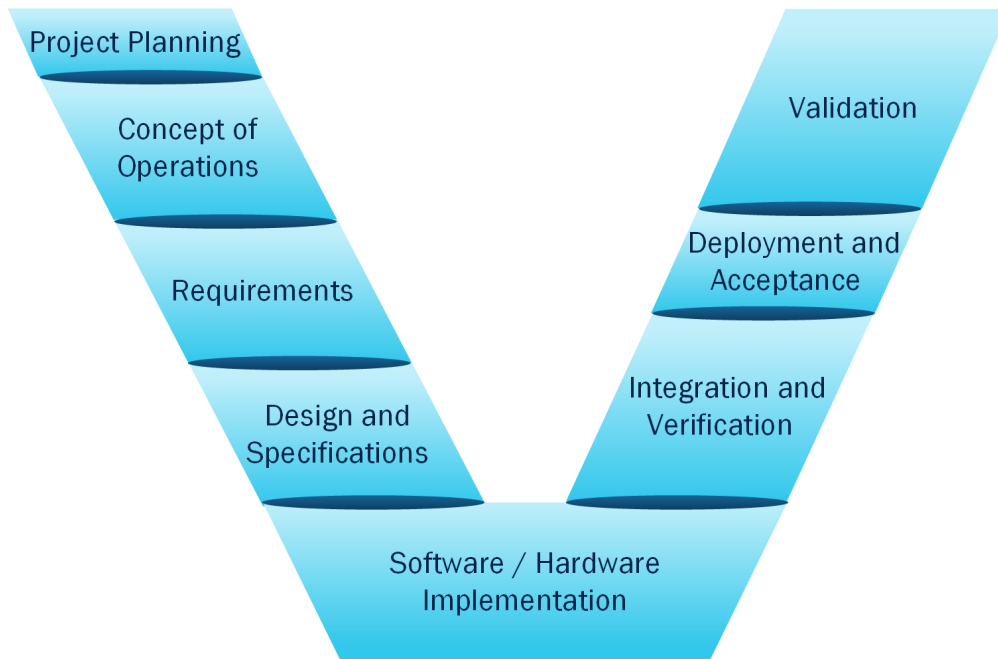 Project Planning
Concept of
Operations
Requirements
Design and
Specifications
Software / Hardware
Implementation
Integration and
Verification
Deployment and
Acceptance
Validation